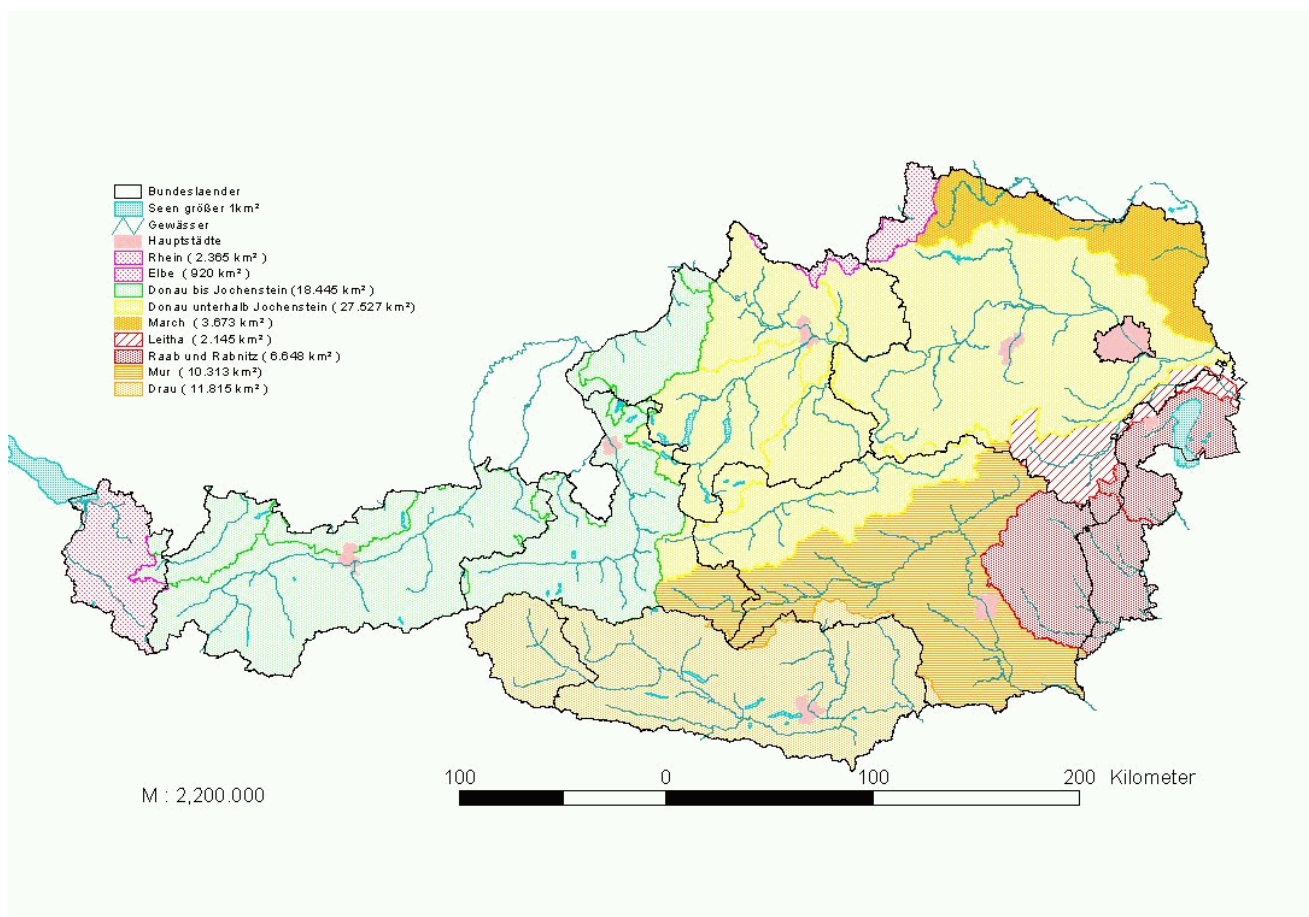 Bundeslaender
Seen größer 1km²
Gewässer
Hauptstädte
Rhein ( 2.365 km² )
Elbe ( 920 km² )
Donau bis Jochenstein (18.445 km² )
Donau unterhalb Jochenstein ( 27.527 km²)
March ( 3.673 km² )
Leitha ( 2.145 km² )
Raab und Rabnitz ( 6.648 km² )
Mur ( 10.313 km²)
Drau ( 11.815 km² )
100 0 100 200 Kilometer
M : 2,200.000